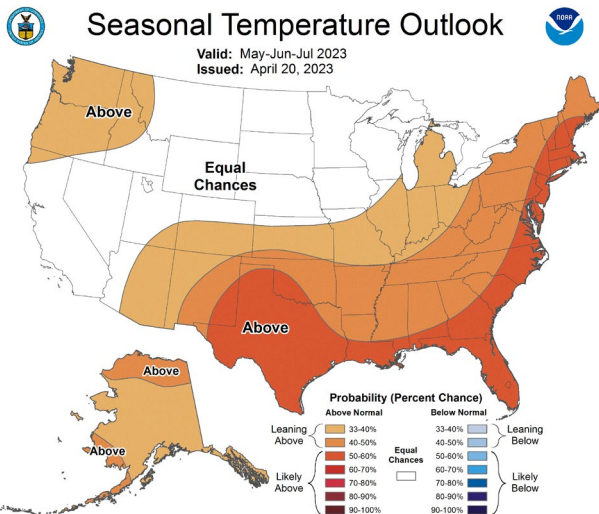 Seasonal Temperature Outlook
Valid: May-Jun-Jul 2023
Issued: April 20, 2023
NOAA
Above
Equal
Chances
Above
Above
Above
Probability (Percent Chance)
Above Normal
Below Normal
Leaning
Above
33-40%
40-50%
Likely
Above
50-60%
60-70%
70-80%
80-90%
90-100%
Equal
Chances
33-40%
40-50%
Leaning
Below
50-60%
60-70%
70-80%
80-90%
90-100%
Likely
Below